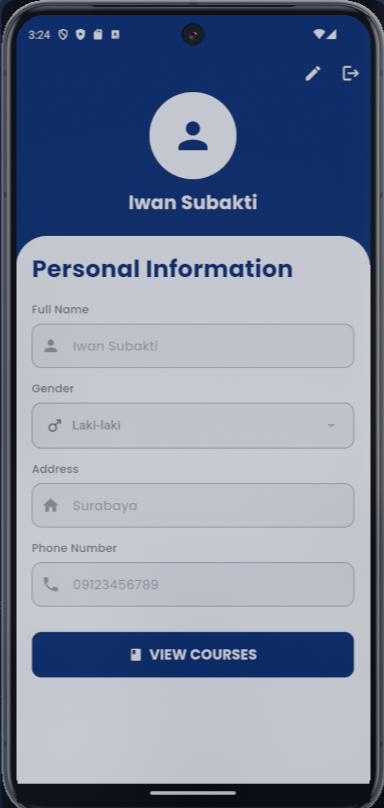 3:24
Iwan Subakti
Personal Information
Full Name
Iwan Subakti
Gender
Laki-laki
Address
Surabaya
Phone Number
09123456789
VIEW COURSES